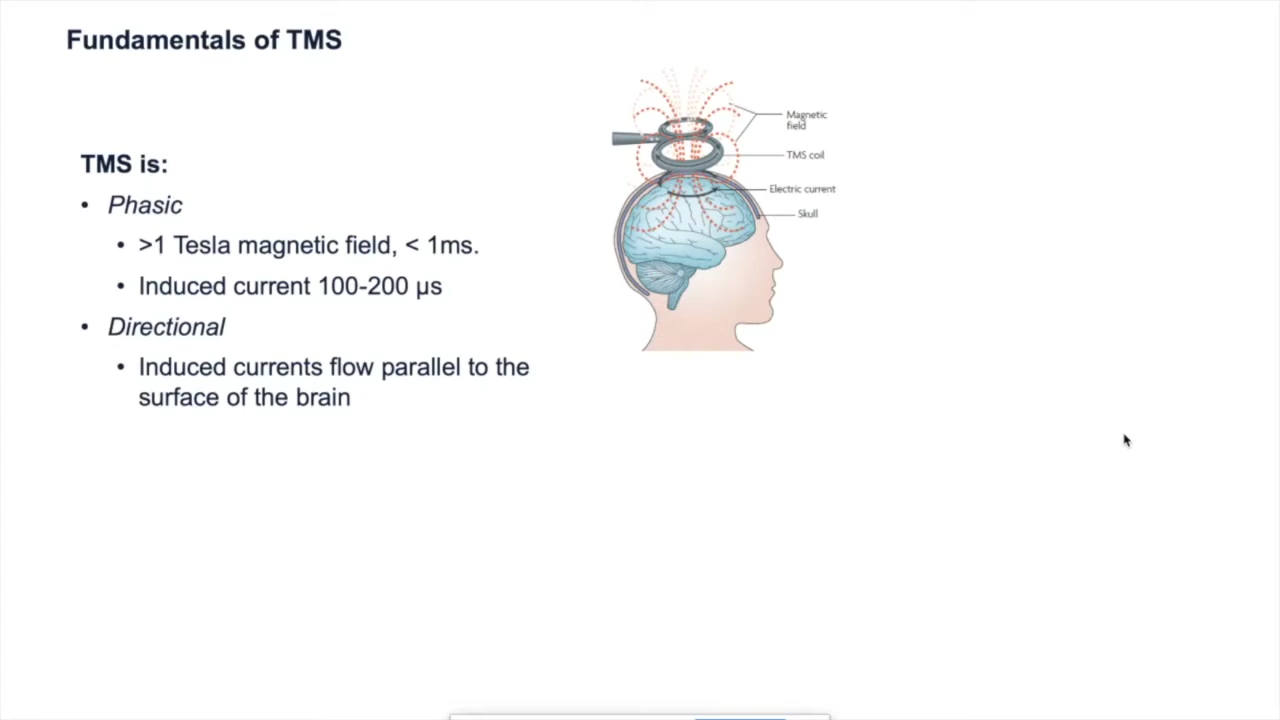 Fundamentals of TMS
TMS is:
• Phasic
• >1 Tesla magnetic field, < 1ms.
• Induced current 100-200 µs
• Directional
• Induced currents flow parallel to the
surface of the brain
Magnetic
field
TMS coil
Electric current
Skull